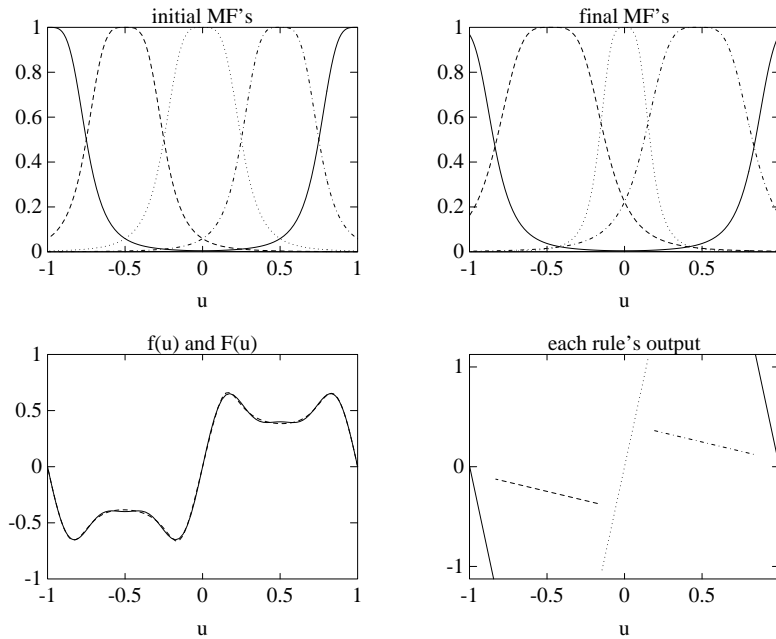 initial MF's
1
0.8
0.6
0.4
0.2
0
-1 -0.5 0 0.5 1
u
final MF's
1
0.8
0.6
0.4
0.2
0
-1 -0.5 0 0.5
u
f(u) and F(u)
1
0.5
0
-0.5
-1
-1 -0.5 0 0.5 1
u
each rule's output
1
0
-1
-1 -0.5 0 0.5
u